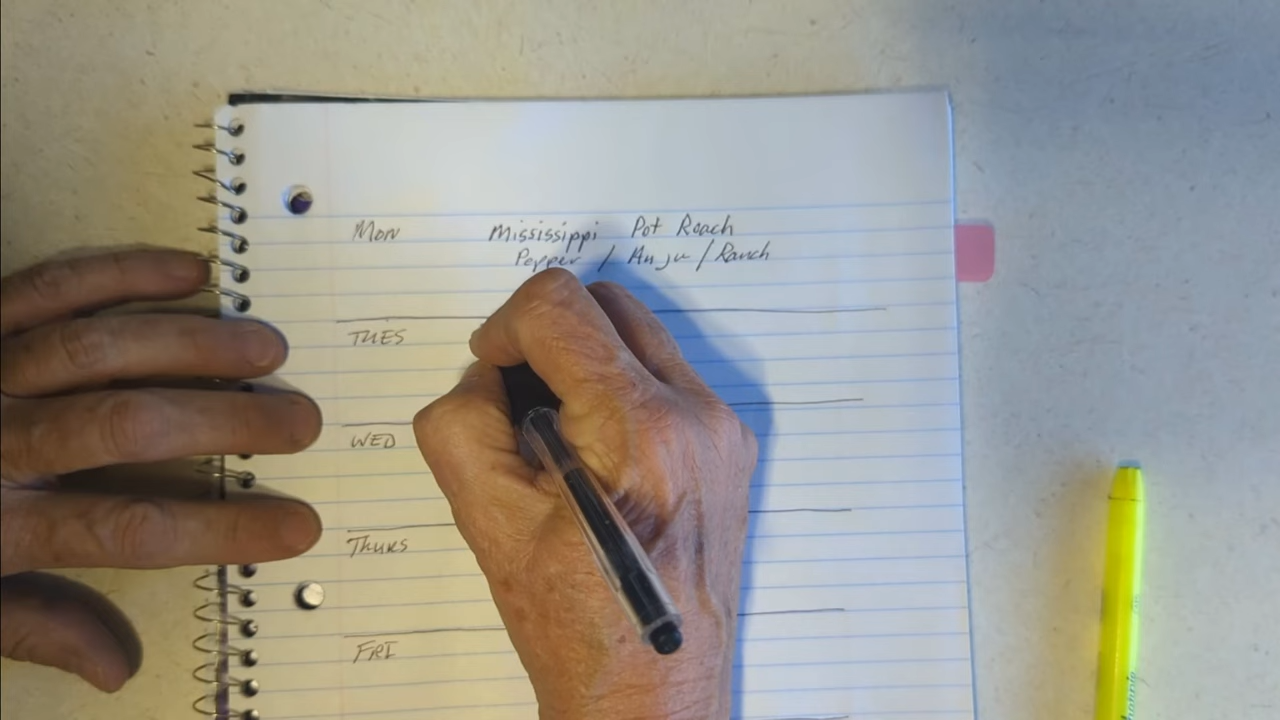 Mon Mississippi Pot Roach
Pepper / Au ju / Ranch
TUES
WED
Thurs
FRI